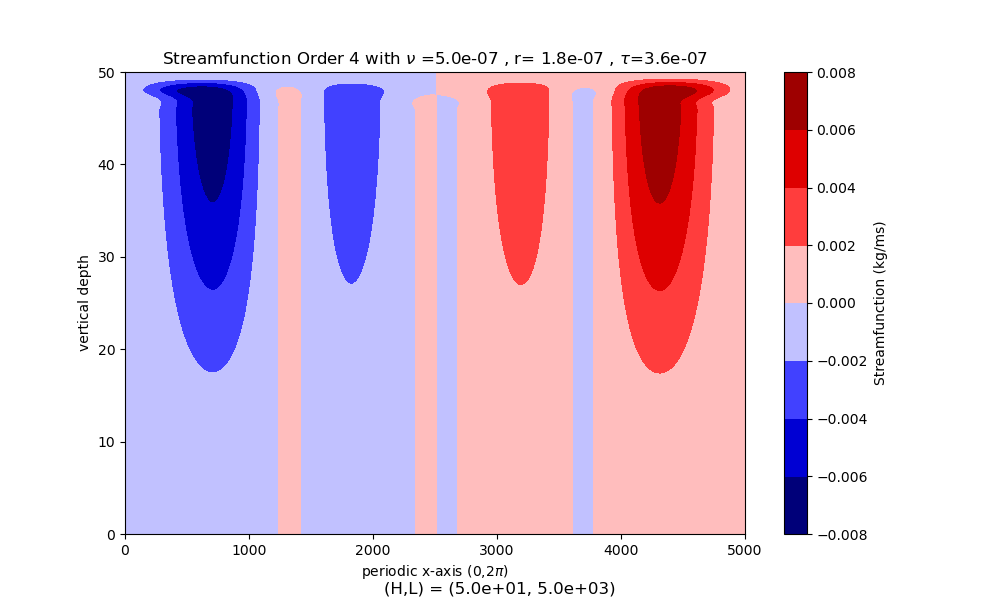 Streamfunction Order 4 with ν =5.0e-07 , r= 1.8e-07 , τ=3.6e-07
50
40
30
20
10
0
vertical depth
0 1000 2000 3000 4000 5000
periodic x-axis (0,2π)
(H,L) = (5.0e+01, 5.0e+03)
0.008
0.006
0.004
0.002
0.000
−0.002
−0.004
−0.006
−0.008
Streamfunction (kg/ms)